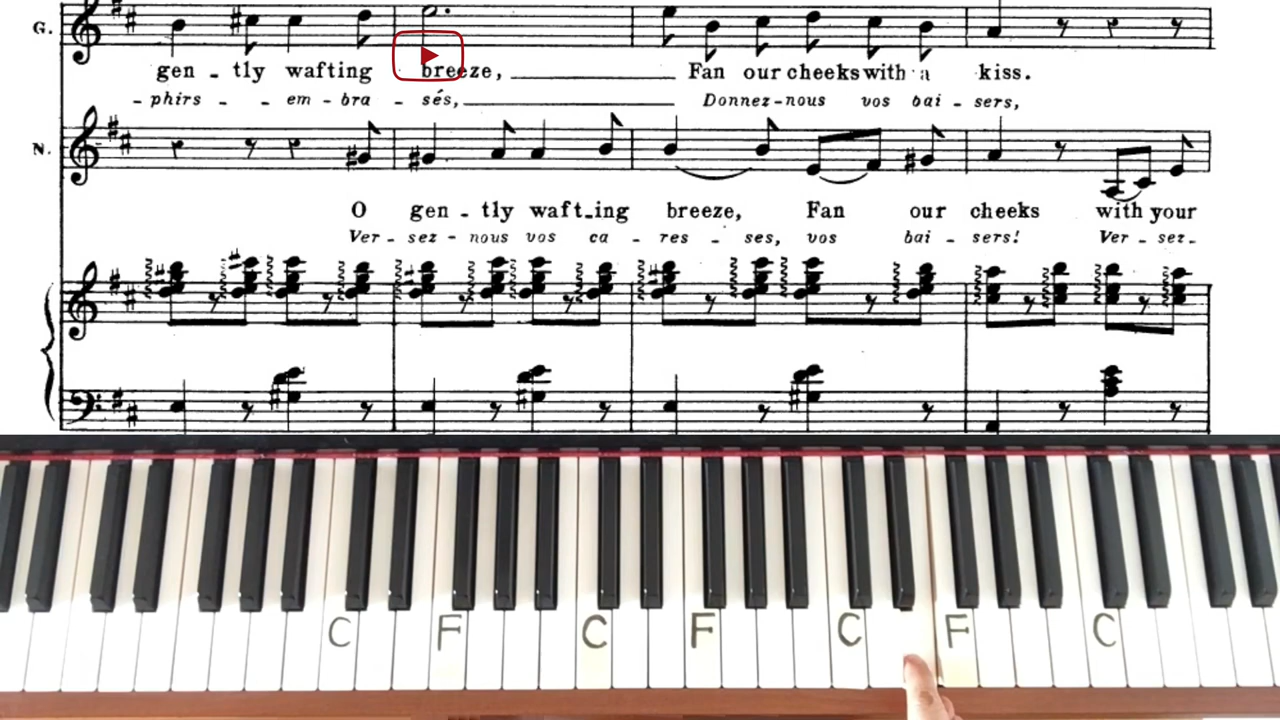 G.
gen - tly wafting breeze, Fan our cheeks with a kiss.
- phirs - - em - bra - sés, Donnez-nous vos bai - sers,
N.
O gen - tly waft-ing breeze, Fan our cheeks with your
Ver - sez - nous vos ca - res - ses, vos bai - sers! Ver - sez-
C F C F C F C